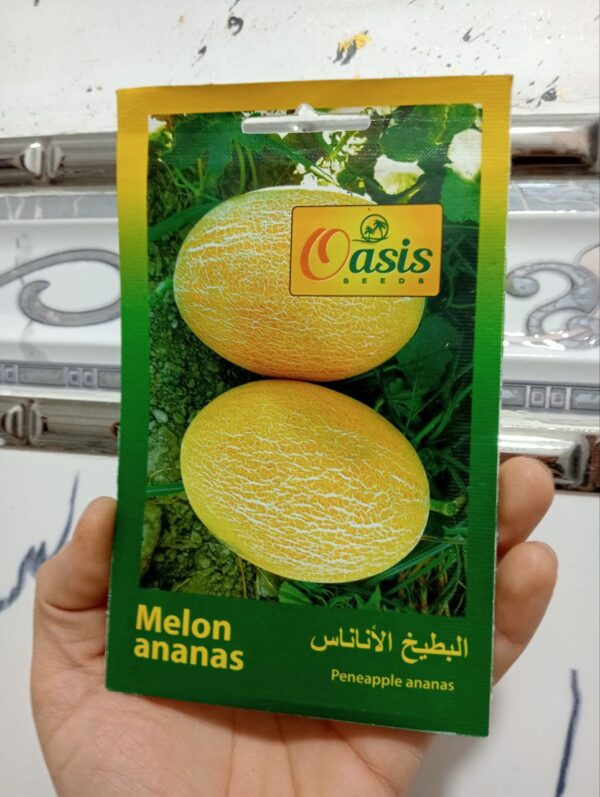 Oasis
SEEDS
Melon
ananas
البطيخ الأناناس
Peneapple ananas